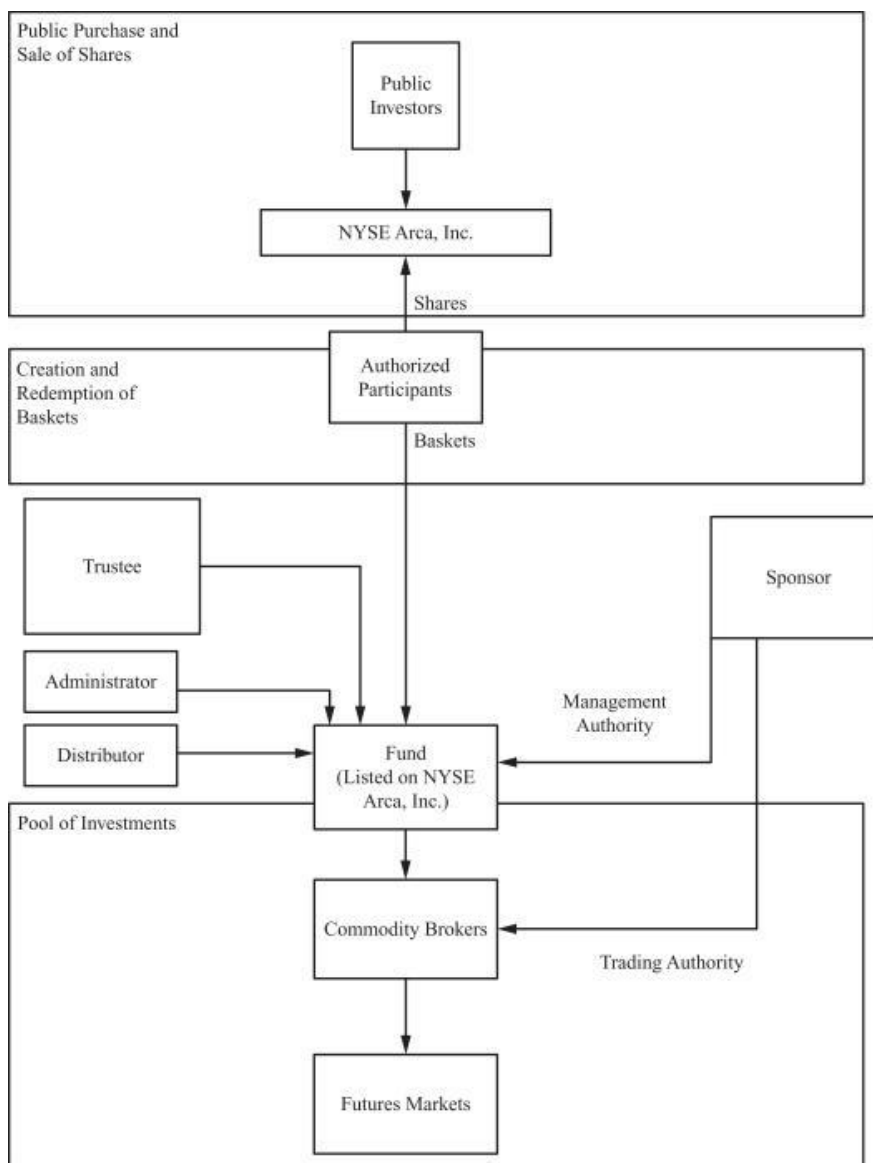 Public Purchase and
Sale of Shares
Public
Investors
NYSE Arca, Inc.
Shares
Authorized
Participants
Creation and
Redemption of
Baskets
Baskets
Trustee
Sponsor
Administrator
Management
Authority
Distributor
Fund
(Listed on NYSE
Arca, Inc.)
Pool of Investments
Commodity Brokers
Trading Authority
Futures Markets